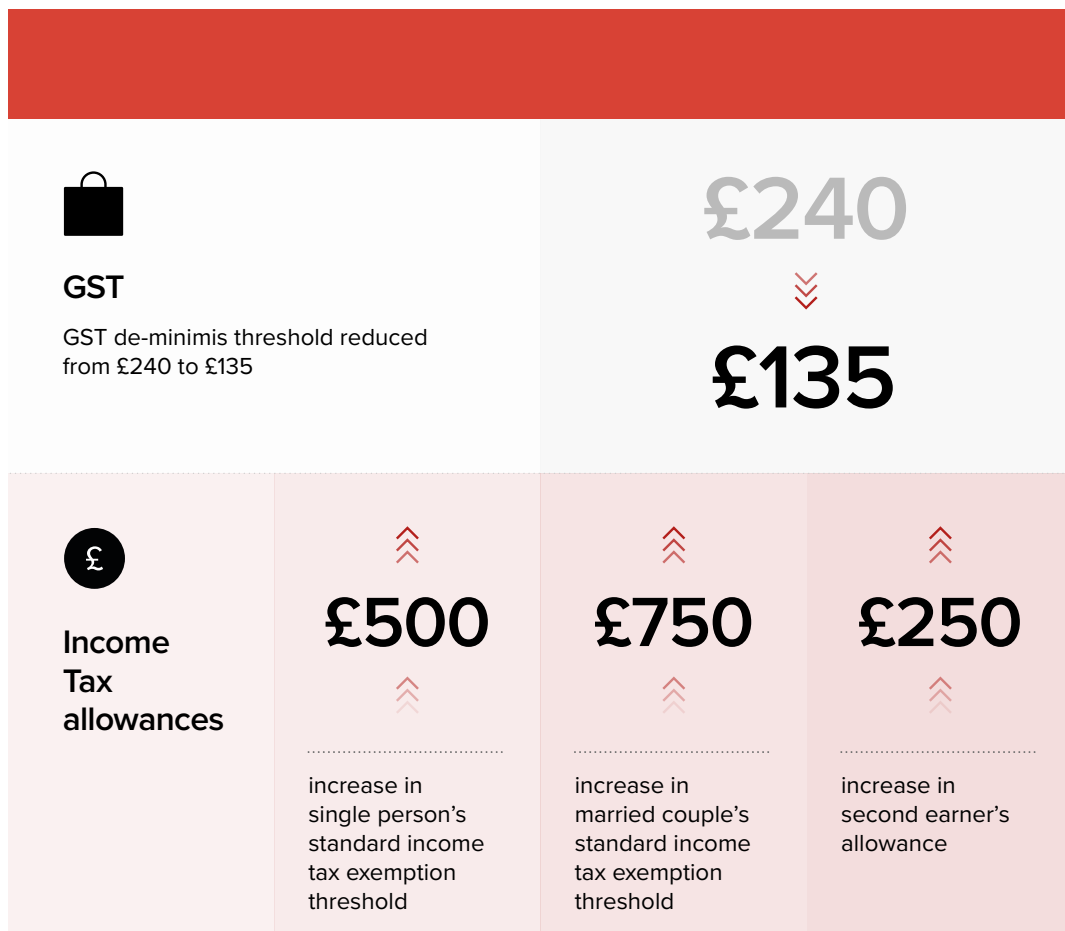 GST
GST de-minimis threshold reduced
from £240 to £135
£240
£135
£
Income
Tax
allowances
£500
increase in
single person’s
standard income
tax exemption
threshold
£750
increase in
married couple’s
standard income
tax exemption
threshold
£250
increase in
second earner’s
allowance